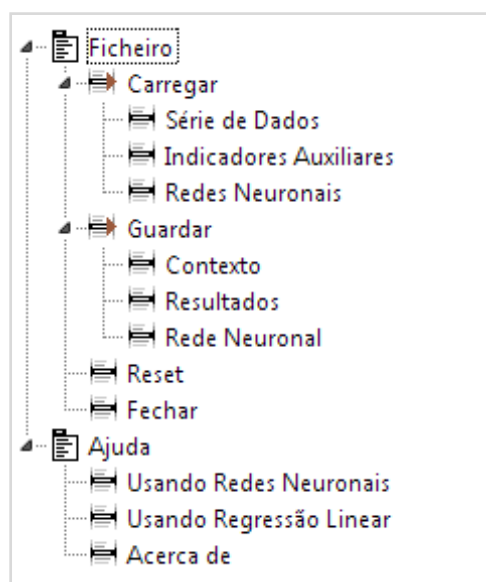 Ficheiro
Carregar
Série de Dados
Indicadores Auxiliares
Redes Neuronais
Guardar
Contexto
Resultados
Rede Neuronal
Reset
Fechar
Ajuda
Usando Redes Neuronais
Usando Regressão Linear
Acerca de